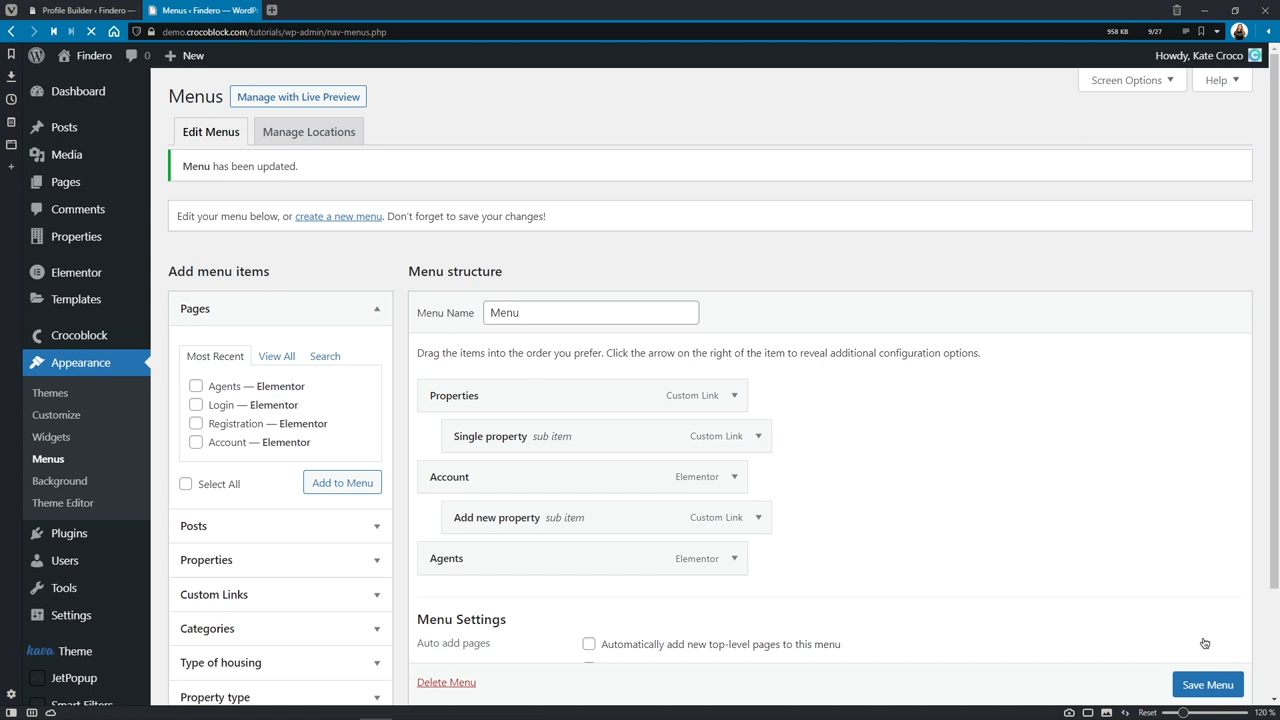 Profile Builder ‹ Findero —
Menus ‹ Findero — WordP
demo.crocoblock.com/tutorials/wp-admin/nav-menus.php
958 KB
9/27
Findero
0
New
Howdy, Kate Croco
Screen Options
Help
Dashboard
Posts
Media
Pages
Comments
Properties
Elementor
Templates
Crocoblock
Appearance
Themes
Customize
Widgets
Menus
Background
Theme Editor
Plugins
Users
Tools
Settings
kava Theme
JetPopup
Smart Filters
Menus
Manage with Live Preview
Edit Menus
Manage Locations
Menu has been updated.
Edit your menu below, or create a new menu. Don't forget to save your changes!
Add menu items
Pages
Most Recent
View All
Search
Agents — Elementor
Login — Elementor
Registration — Elementor
Account — Elementor
Select All
Add to Menu
Posts
Properties
Custom Links
Categories
Type of housing
Property type
Menu structure
Menu Name
Menu
Drag the items into the order you prefer. Click the arrow on the right of the item to reveal additional configuration options.
Properties
Custom Link
Single property sub item
Custom Link
Account
Elementor
Add new property sub item
Custom Link
Agents
Elementor
Menu Settings
Auto add pages
Automatically add new top-level pages to this menu
Delete Menu
Save Menu
Reset
120 %